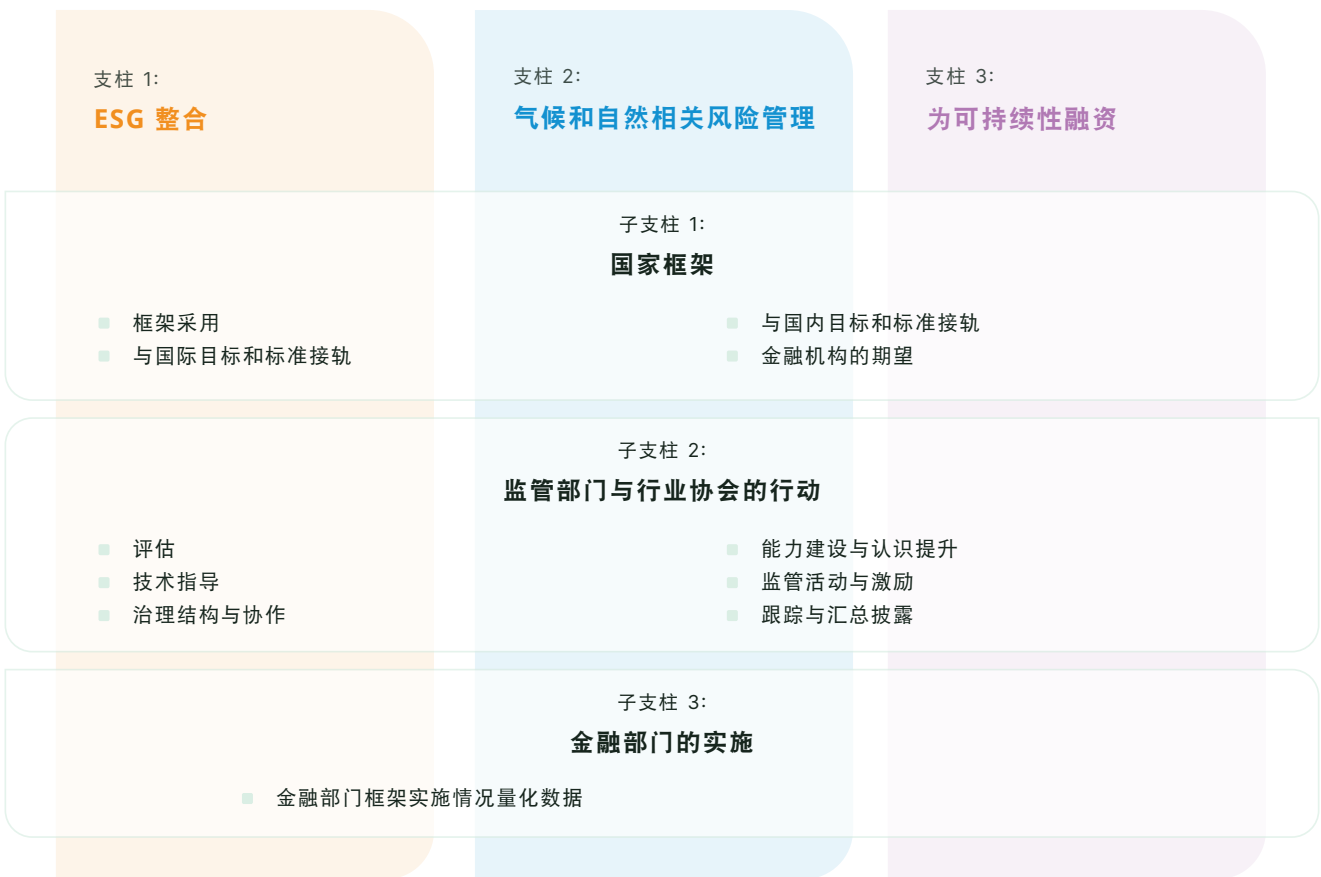 支柱 1:
ESG 整合
支柱 2:
气候和自然相关风险管理
支柱 3:
为可持续性融资
子支柱 1:
国家框架
框架采用
与国际目标和标准接轨
与国内目标和标准接轨
金融机构的期望
子支柱 2:
监管部门与行业协会的行动
评估
技术指导
治理结构与协作
能力建设与认识提升
监管活动与激励
跟踪与汇总披露
子支柱 3:
金融部门的实施
金融部门框架实施情况量化数据